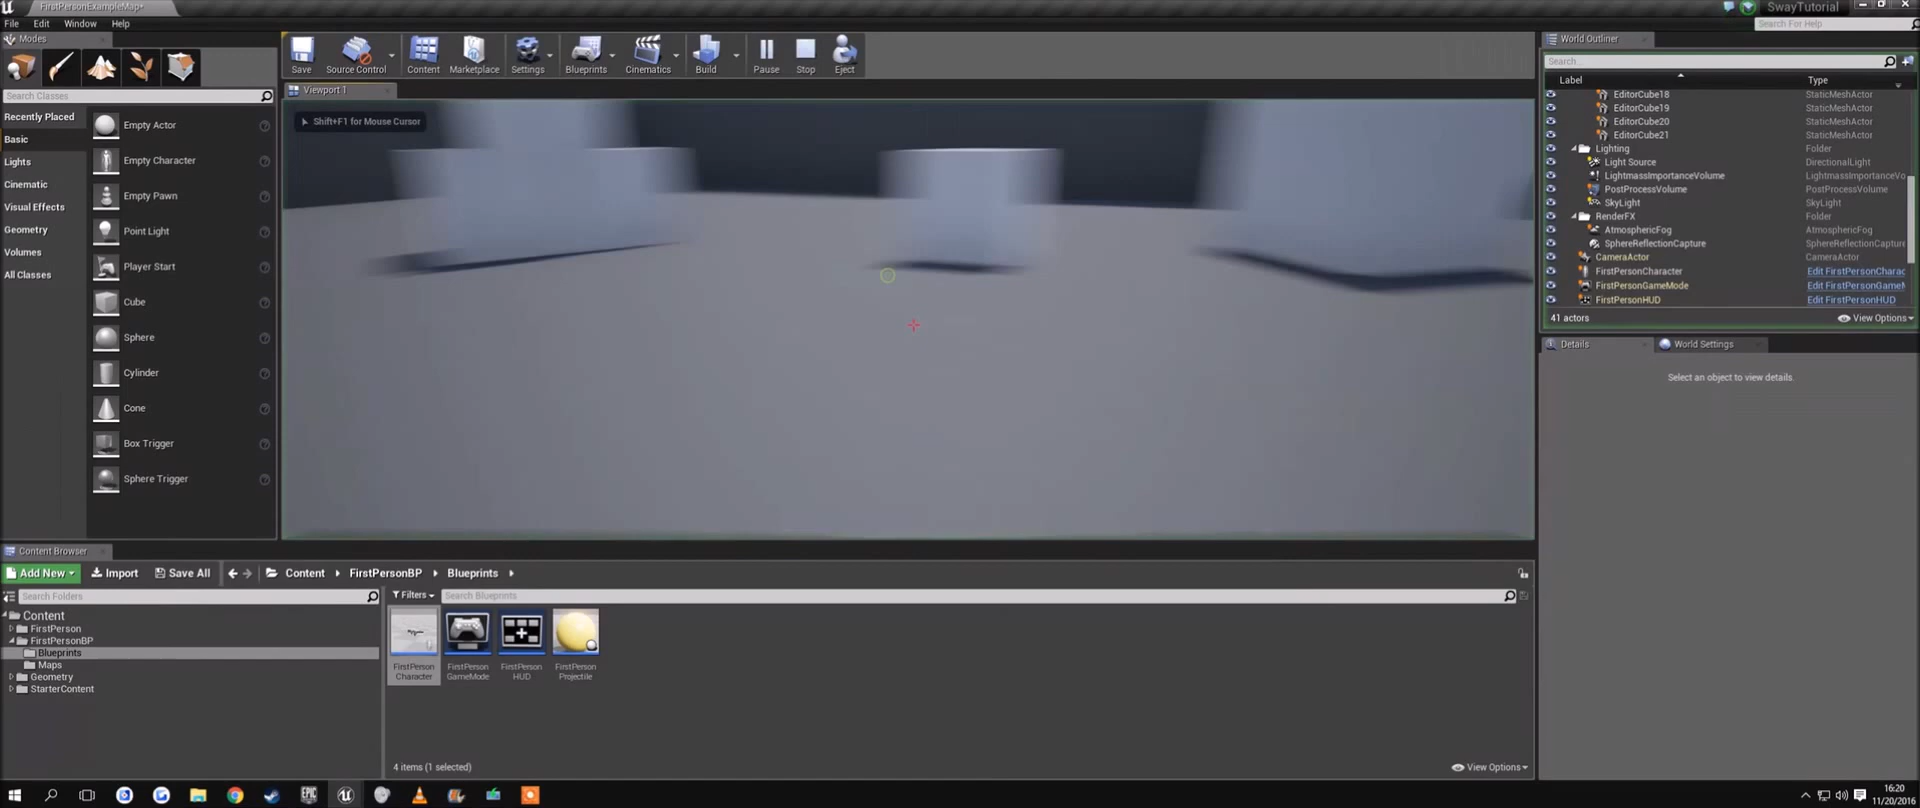 FirstPersonExampleMap*
SwayTutorial
File Edit Window Help
Search For Help
Modes
World Outliner
Save Source Control Content Marketplace Settings Blueprints Cinematics Build Pause Stop Eject
Search...
Label Type
Search Classes
Viewport 1
Shift+F1 for Mouse Cursor
Recently Placed
Basic
Lights
Cinematic
Visual Effects
Geometry
Volumes
All Classes
Empty Actor
Empty Character
Empty Pawn
Point Light
Player Start
Cube
Sphere
Cylinder
Cone
Box Trigger
Sphere Trigger
EditorCube18 StaticMeshActor
EditorCube19 StaticMeshActor
EditorCube20 StaticMeshActor
EditorCube21 StaticMeshActor
Lighting Folder
Light Source DirectionalLight
LightmassImportanceVolume LightmassImportanceVo
PostProcessVolume PostProcessVolume
SkyLight SkyLight
RenderFX Folder
AtmosphericFog AtmosphericFog
SphereReflectionCapture SphereReflectionCapture
CameraActor CameraActor
FirstPersonCharacter Edit FirstPersonCharac
FirstPersonGameMode Edit FirstPersonGameM
FirstPersonHUD Edit FirstPersonHUD
41 actors View Options
Details World Settings
Select an object to view details.
Content Browser
Add New Import Save All Content FirstPersonBP Blueprints
Search Folders
Filters Search Blueprints
Content
FirstPerson
FirstPersonBP
Blueprints
Maps
Geometry
StarterContent
FirstPerson
Character
FirstPerson
GameMode
FirstPerson
HUD
FirstPerson
Projectile
4 items (1 selected) View Options
EPIC
16:20
11/20/2016